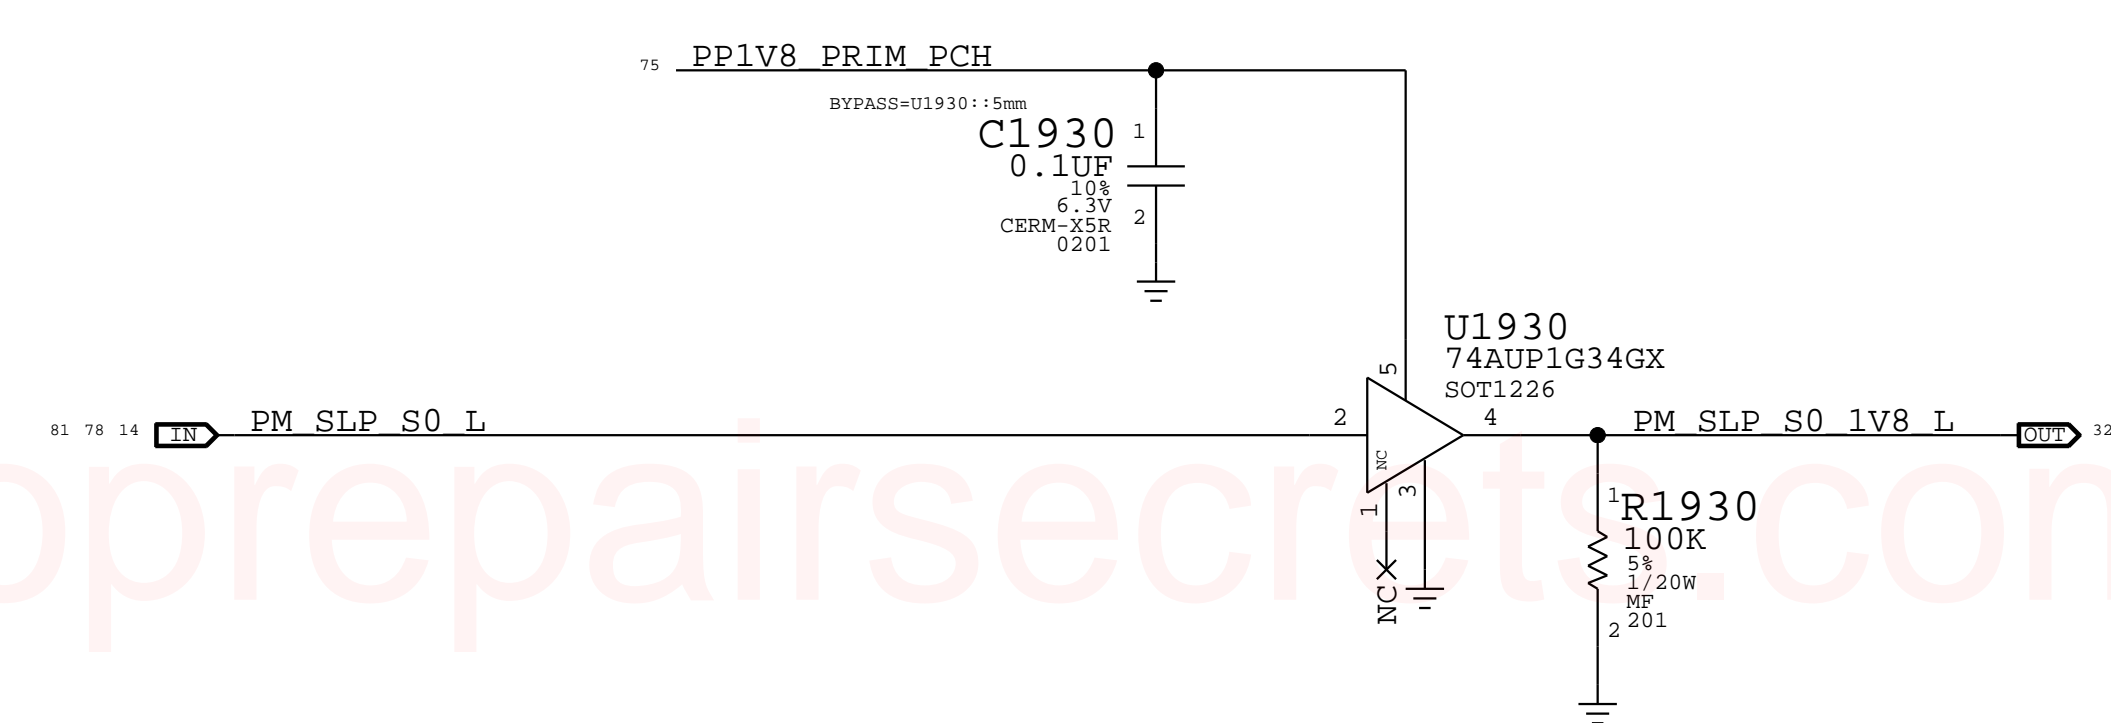 75 PP1V8_PRIM_PCH
BYPASS=U1930::5mm
C1930 1
0.1UF
10%
6.3V
CERM-X5R 2
0201
U1930
74AUP1G34GX
SOT1226
5
81 78 14 IN PM_SLP_S0_L 2 4 PM_SLP_S0_1V8_L OUT 32
NC
1 3
NC
1 R1930
100K
5%
1/20W
MF
201
2
oprepairsecrets.com